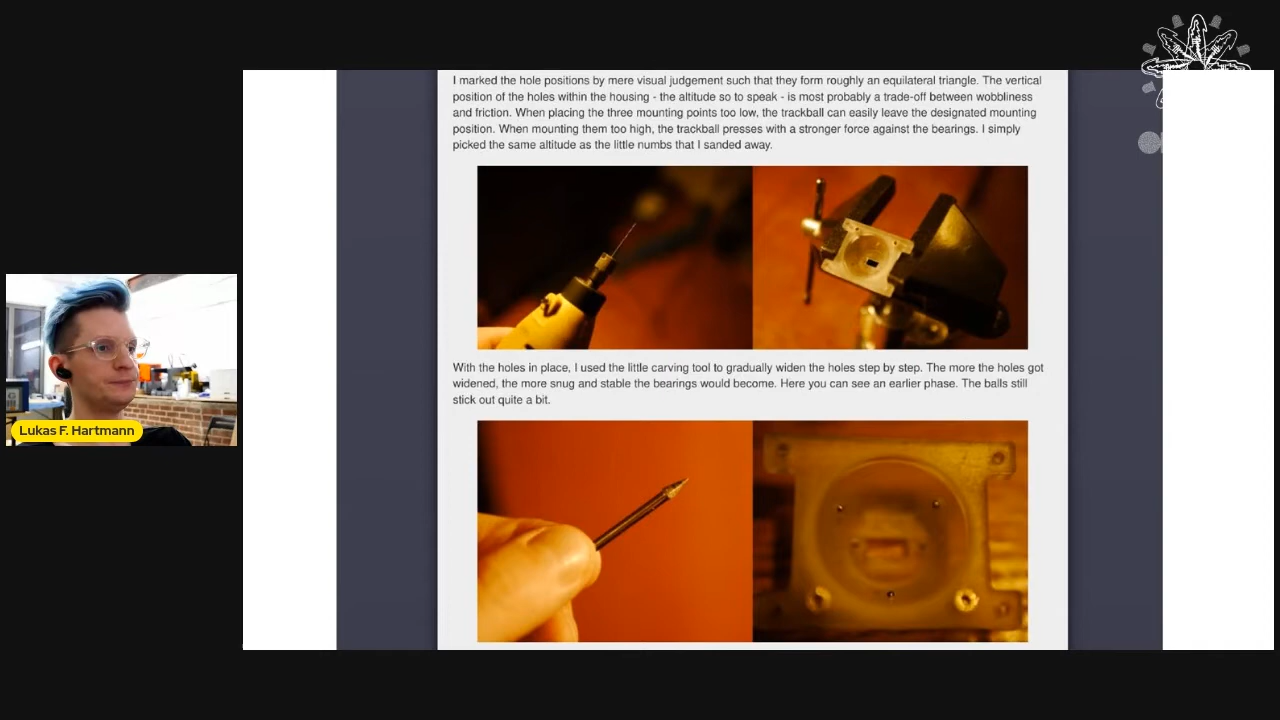 I marked the hole positions by mere visual judgement such that they form roughly an equilateral triangle. The vertical
position of the holes within the housing - the altitude so to speak - is most probably a trade-off between wobbliness
and friction. When placing the three mounting points too low, the trackball can easily leave the designated mounting
position. When mounting them too high, the trackball presses with a stronger force against the bearings. I simply
picked the same altitude as the little numbs that I sanded away.
With the holes in place, I used the little carving tool to gradually widen the holes step by step. The more the holes got
widened, the more snug and stable the bearings would become. Here you can see an earlier phase. The balls still
stick out quite a bit.
Lukas F. Hartmann